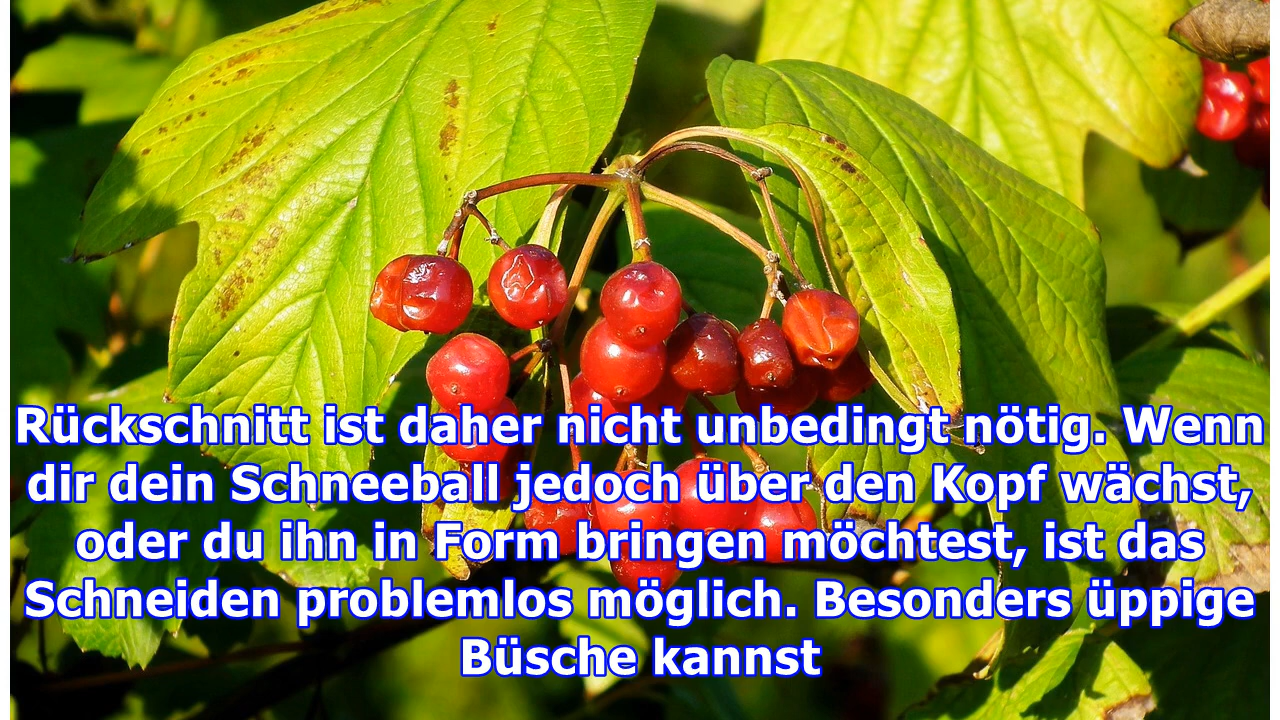 Rückschnitt ist daher nicht unbedingt nötig. Wenn
dir dein Schneeball jedoch über den Kopf wächst,
oder du ihn in Form bringen möchtest, ist das
Schneiden problemlos möglich. Besonders üppige
Büsche kannst